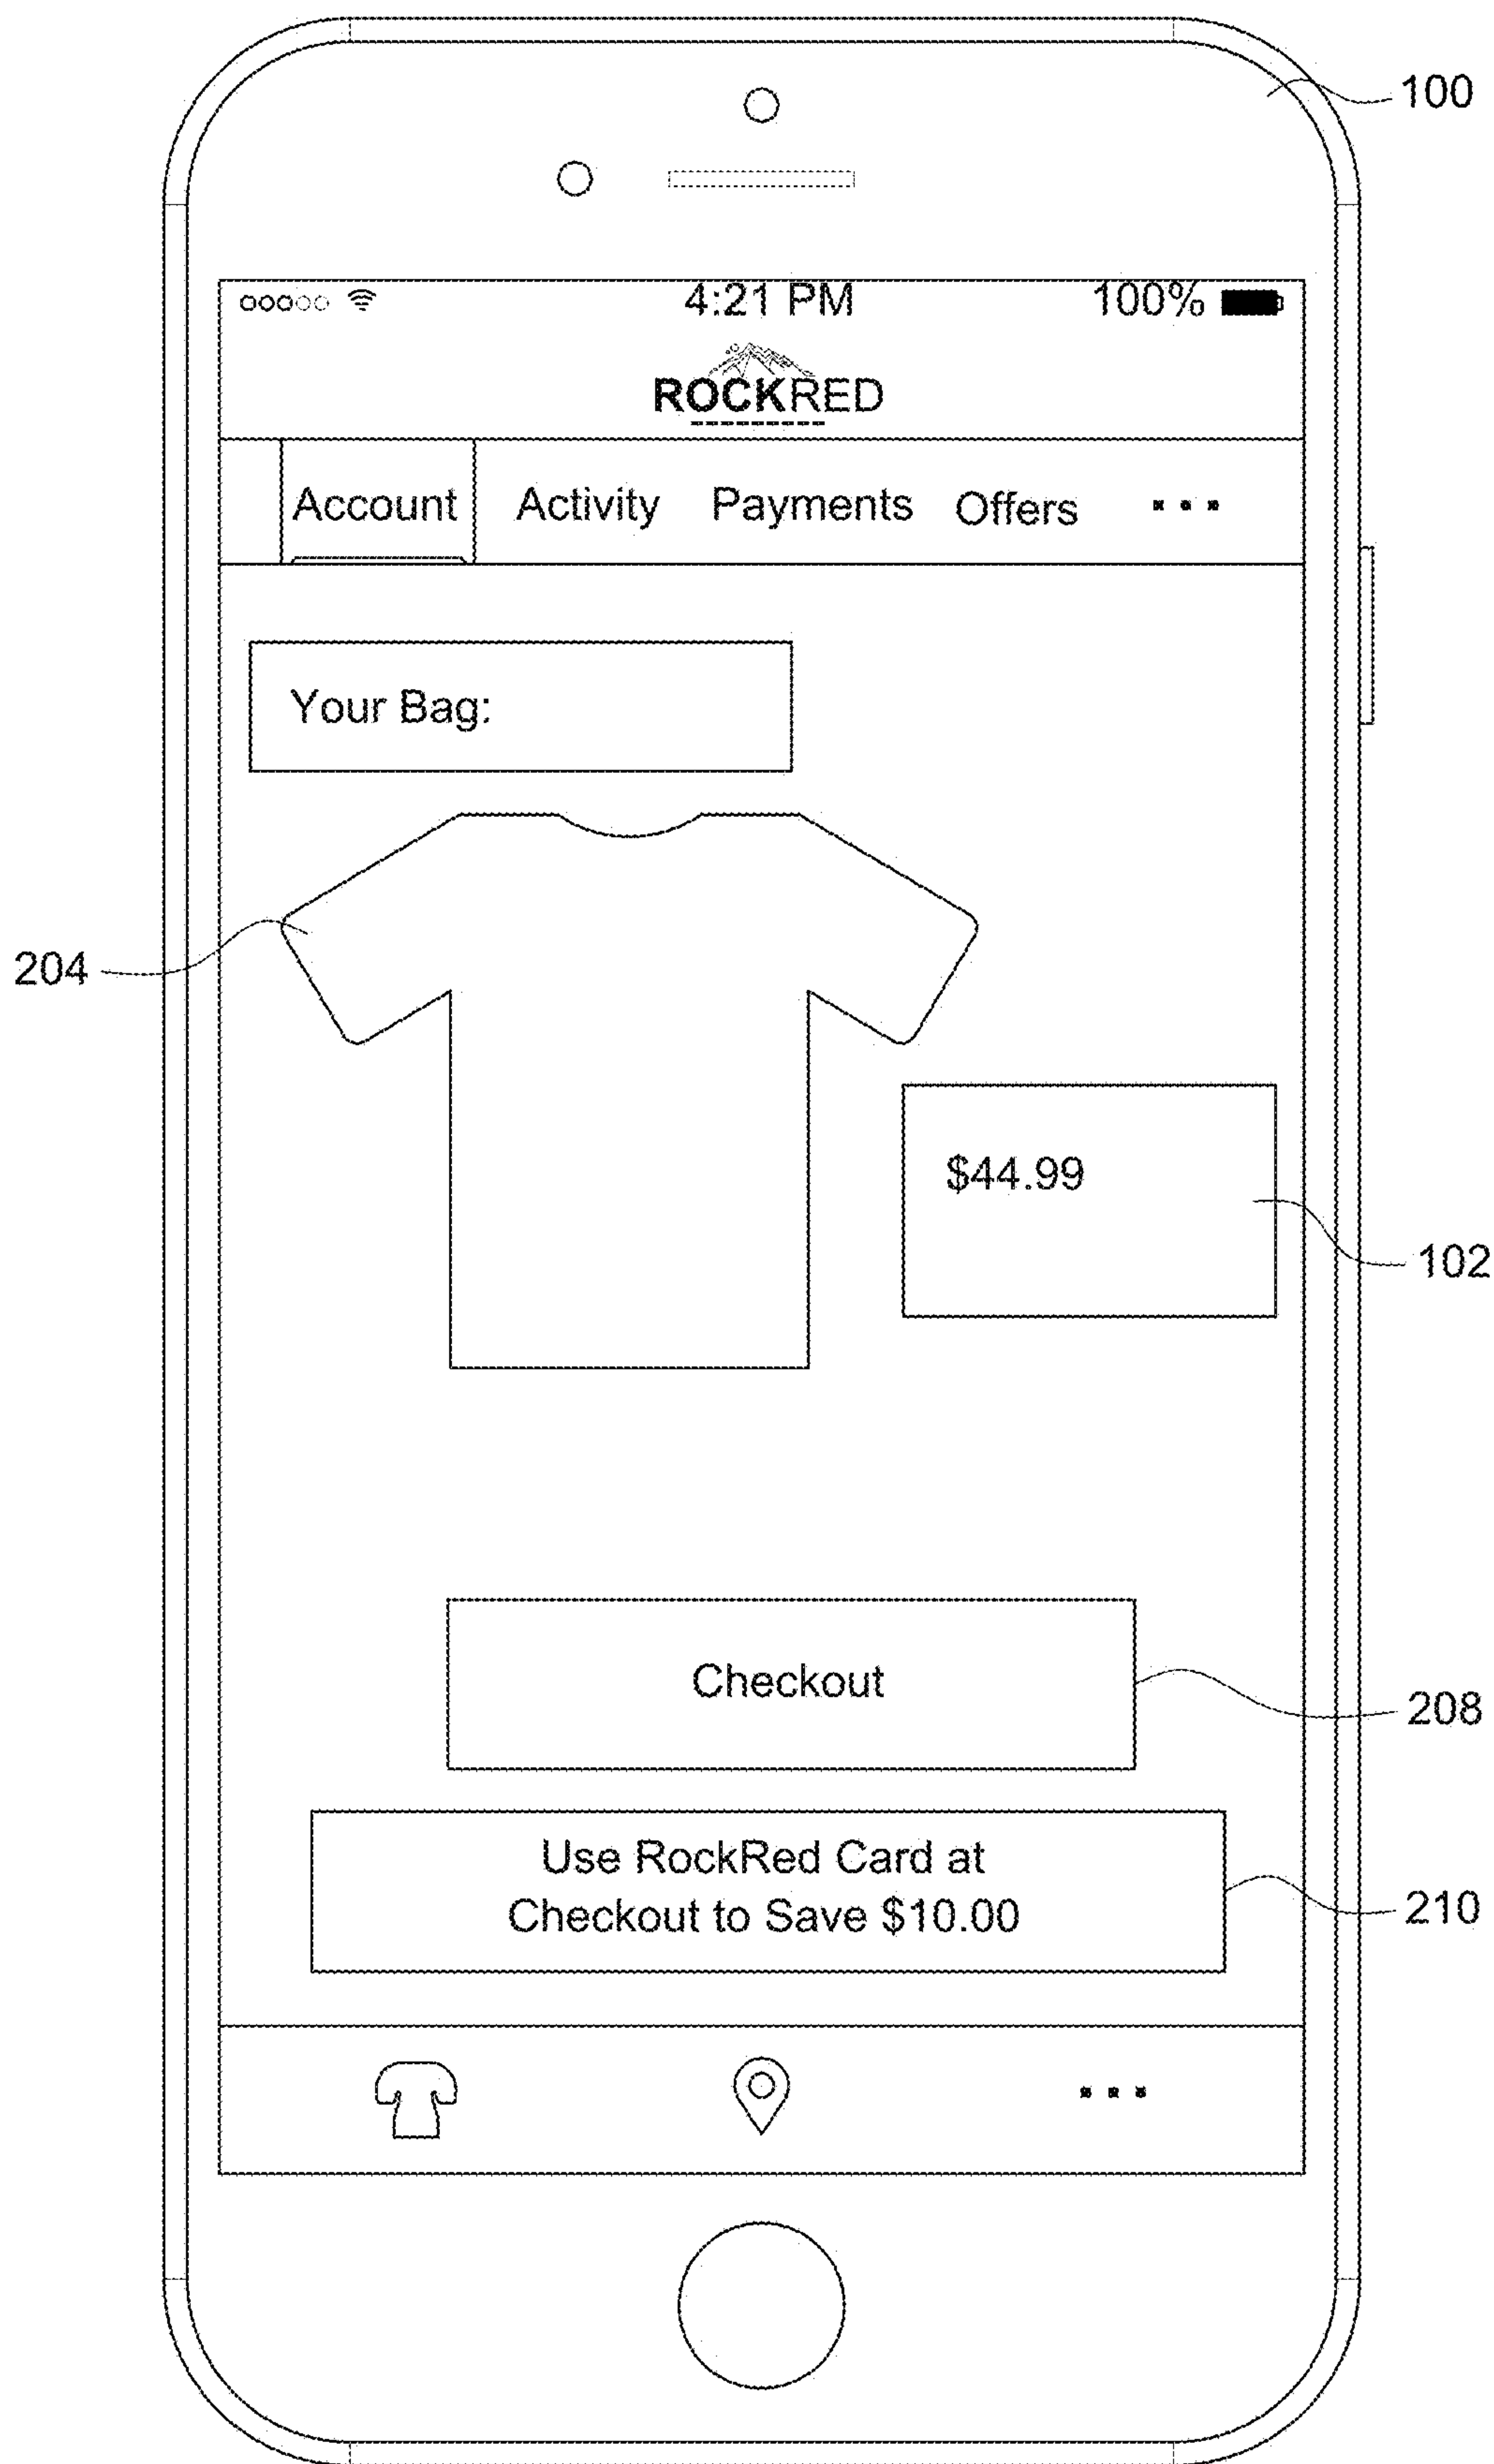 100
4:21 PM 100%
ROCKRED
Account Activity Payments Offers ...
Your Bag:
204
$44.99
102
Checkout
208
Use RockRed Card at
Checkout to Save $10.00
210
...